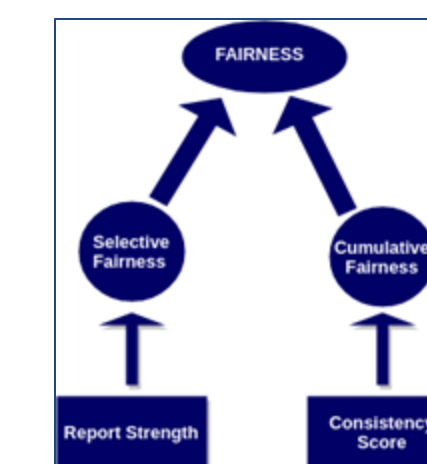 FAIRNESS
Selective
Fairness
Cumulative
Fairness
Report Strength
Consistency
Score